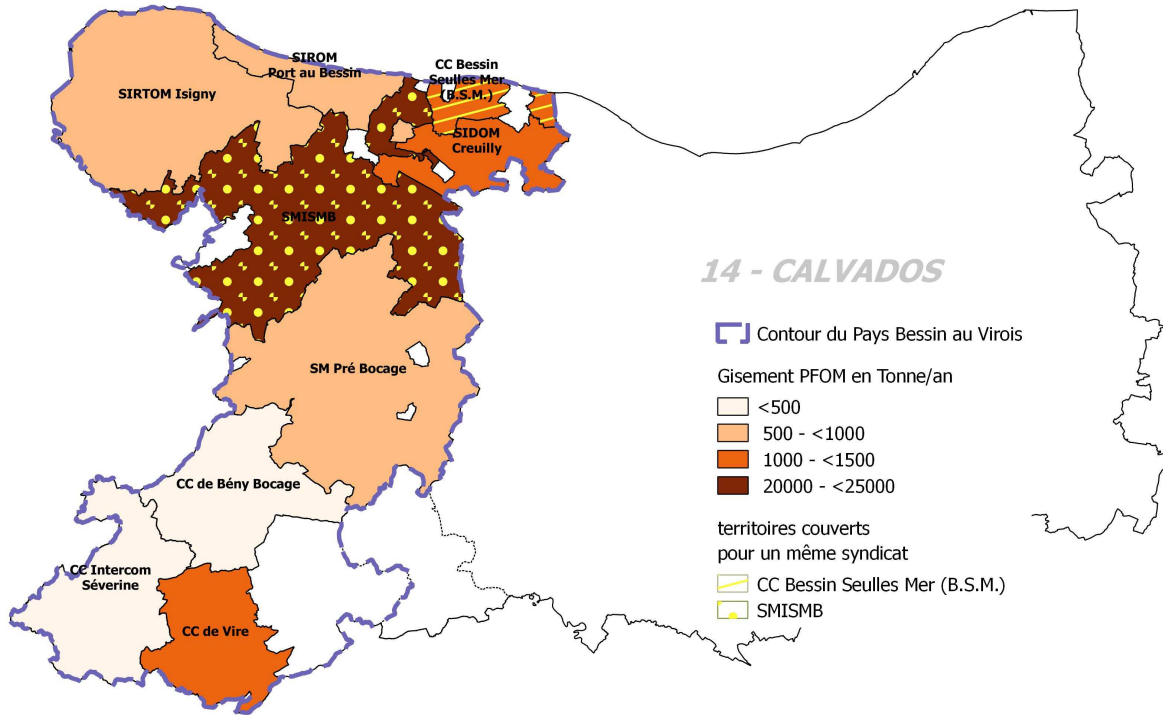 SIROM
Port au Bessin
CC Bessin
Seulles Mer
(B.S.M.)
SIRTOM Isigny
SIDOM
Creuilly
SMISMB
SM Pré Bocage
CC de Bény Bocage
CC Intercom
Séverine
CC de Vire
14 - CALVADOS
Contour du Pays Bessin au Virois
Gisement PFOM en Tonne/an
<500
500 - <1000
1000 - <1500
20000 - <25000
territoires couverts
pour un même syndicat
CC Bessin Seulles Mer (B.S.M.)
SMISMB